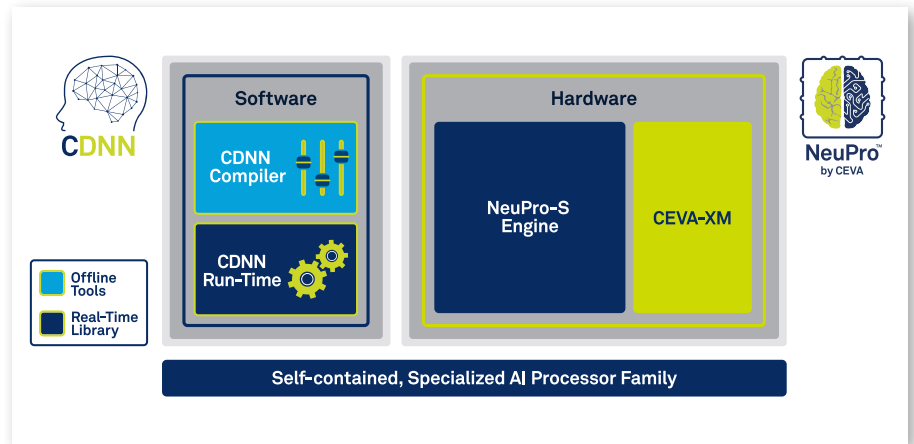 CDNN
Software
CDNN
Compiler
CDNN
Run-Time
Hardware
NeuPro-S
Engine
CEVA-XM
NeuPro™
by CEVA
Offline
Tools
Real-Time
Library
Self-contained, Specialized AI Processor Family